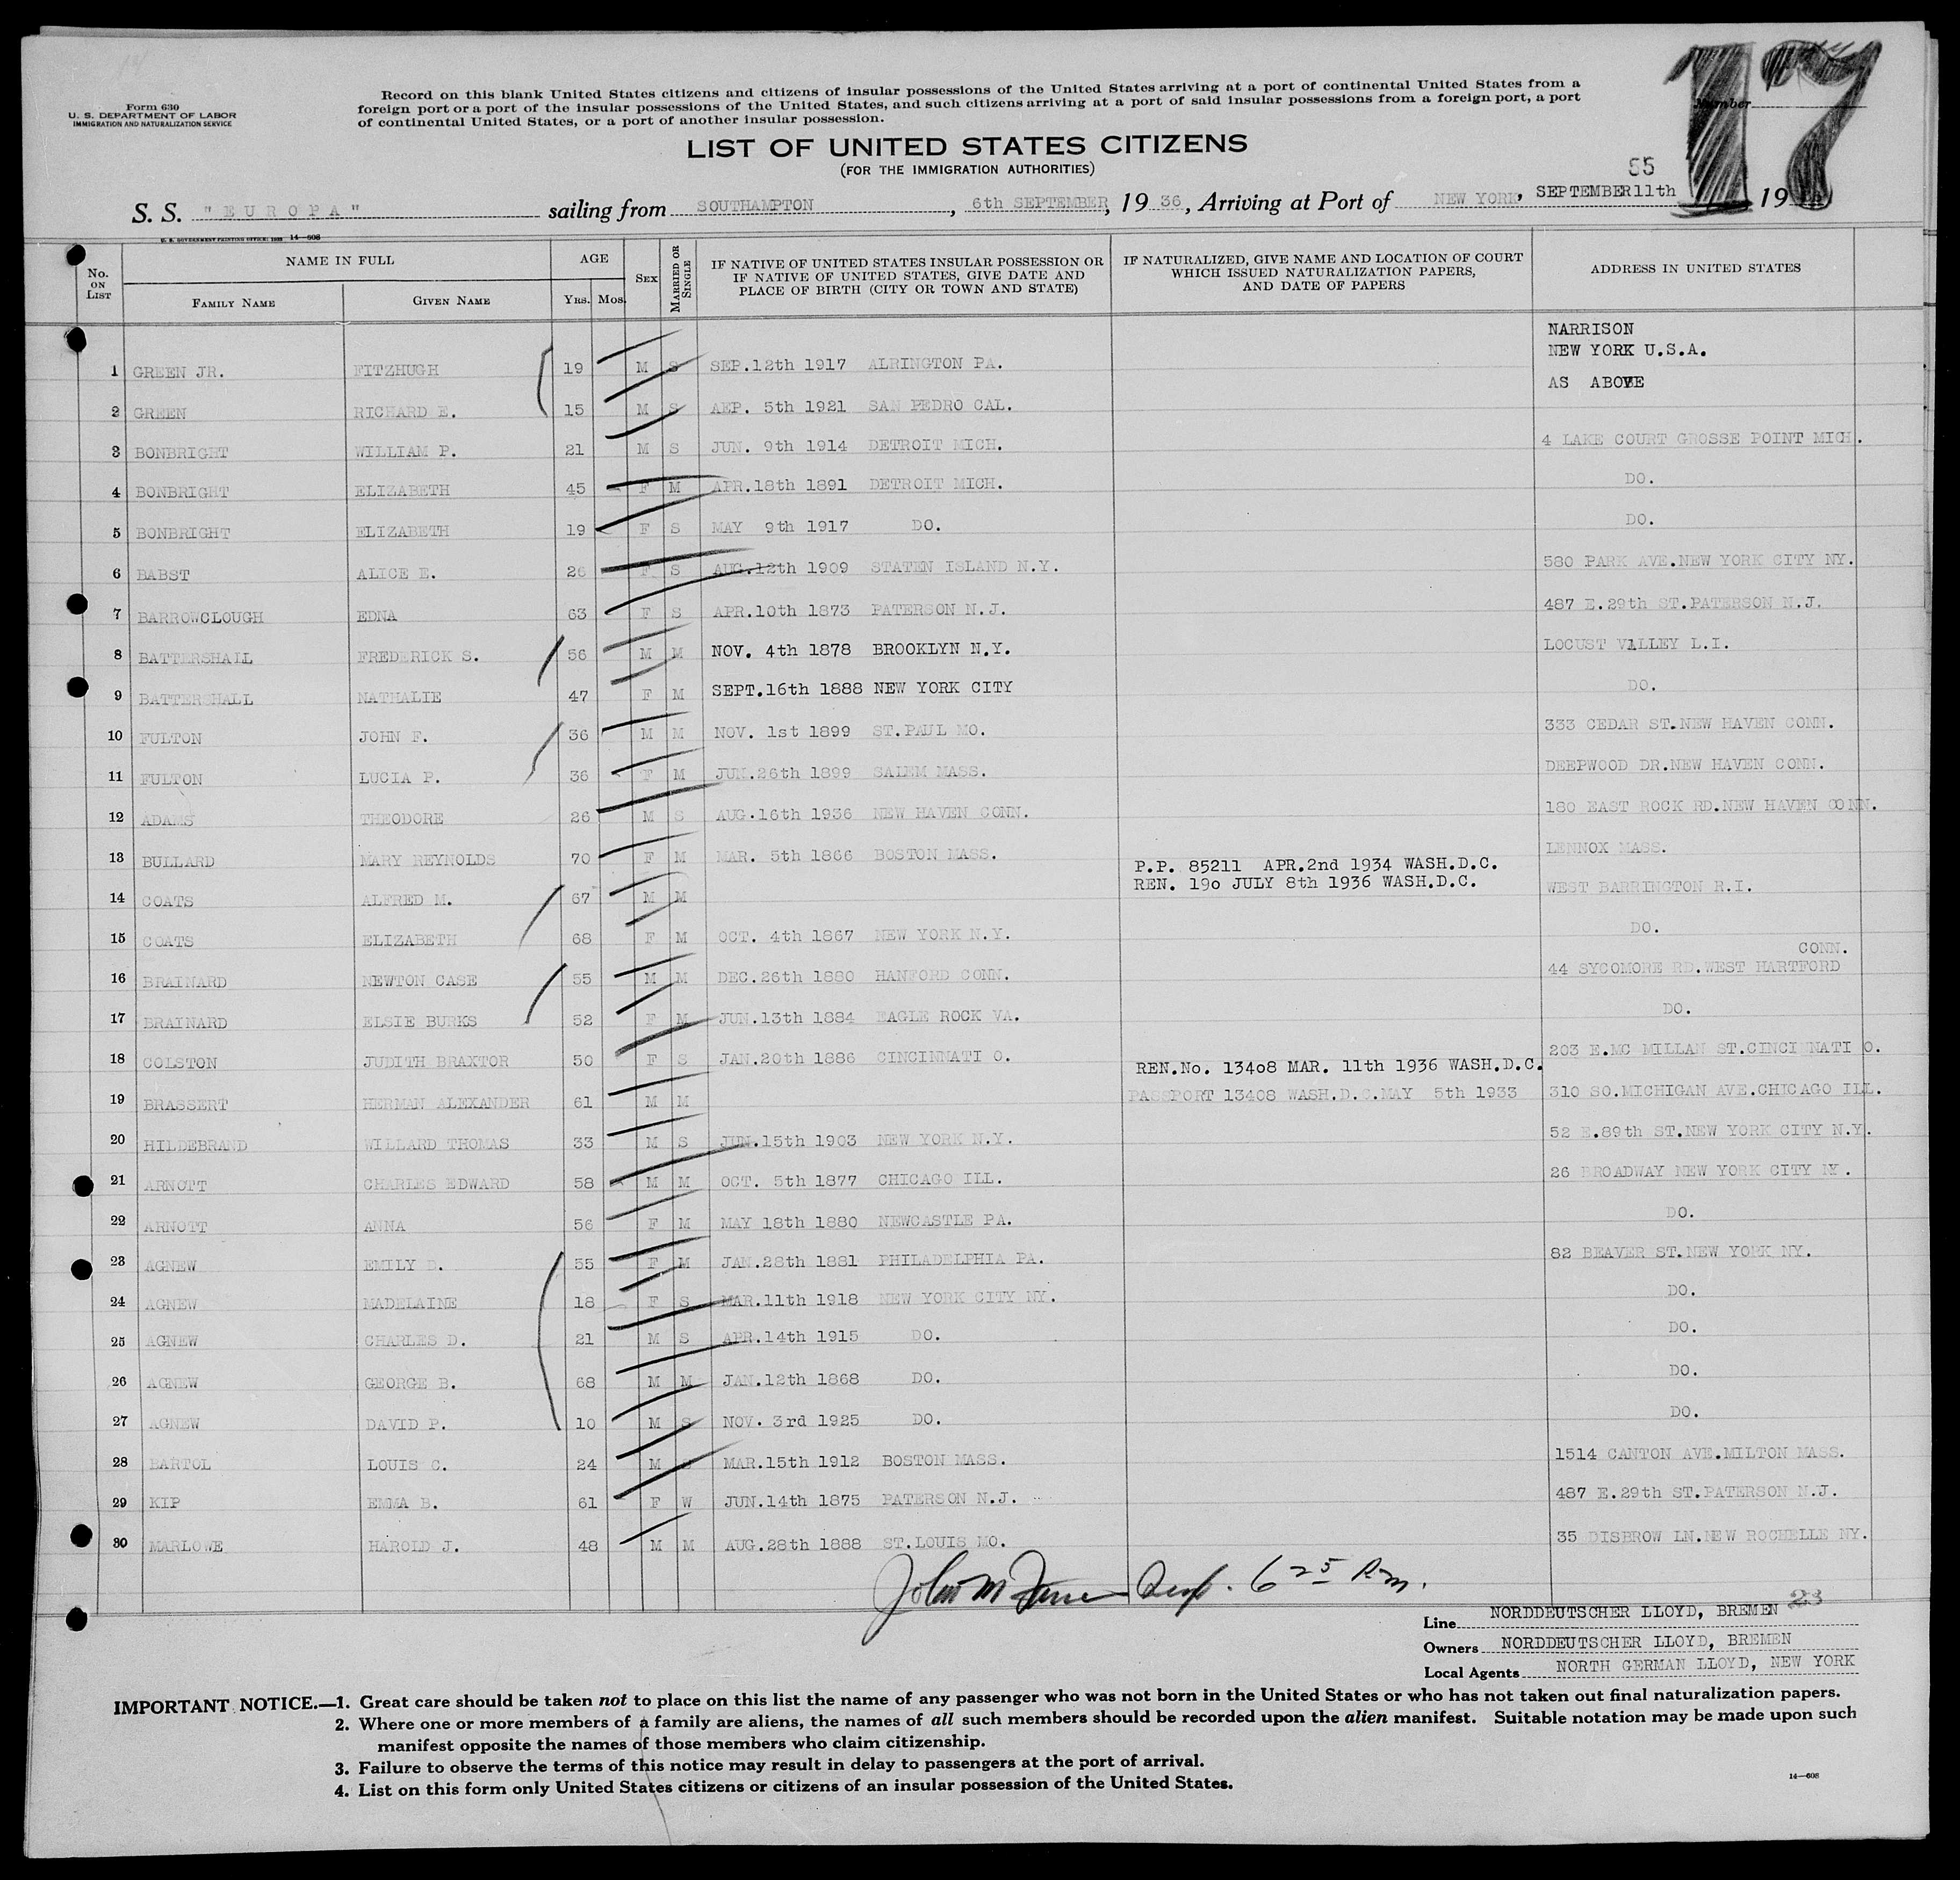 17
Form 630
U. S. DEPARTMENT OF LABOR
IMMIGRATION AND NATURALIZATION SERVICE
Record on this blank United States citizens and citizens of insular possessions of the United States arriving at a port of continental United States from a
foreign port or a port of the insular possessions of the United States, and such citizens arriving at a port of said insular possessions from a foreign port, a port
of continental United States, or a port of another insular possession.
Number
LIST OF UNITED STATES CITIZENS
(FOR THE IMMIGRATION AUTHORITIES)
55
S. S. "EUROPA" sailing from SOUTHAMPTON, 6th SEPTEMBER, 19 36, Arriving at Port of NEW YORK, SEPTEMBER 11th 19
U. S. GOVERNMENT PRINTING OFFICE: 1935 14—608
No. ON LIST NAME IN FULL FAMILY NAME GIVEN NAME AGE YRS. MOS. SEX MARRIED OR SINGLE IF NATIVE OF UNITED STATES INSULAR POSSESSION OR IF NATIVE OF UNITED STATES, GIVE DATE AND PLACE OF BIRTH (CITY OR TOWN AND STATE) IF NATURALIZED, GIVE NAME AND LOCATION OF COURT WHICH ISSUED NATURALIZATION PAPERS, AND DATE OF PAPERS ADDRESS IN UNITED STATES
NARRISON
NEW YORK U.S.A.
1 GREEN JR. FITZHUGH 19 M S SEP.12th 1917 ALRINGTON PA.
AS ABOVE
2 GREEN RICHARD E. 15 M S AEP. 5th 1921 SAN PEDRO CAL.
3 BONBRIGHT WILLIAM P. 21 M S JUN. 9th 1914 DETROIT MICH. 4 LAKE COURT GROSSE POINT MICH.
4 BONBRIGHT ELIZABETH 45 F M APR.18th 1891 DETROIT MICH. DO.
5 BONBRIGHT ELIZABETH 19 F S MAY 9th 1917 DO. DO.
6 BABST ALICE E. 26 F S AUG.12th 1909 STATEN ISLAND N.Y. 580 PARK AVE.NEW YORK CITY NY.
7 BARROWCLOUGH EDNA 63 F S APR.10th 1873 PATERSON N.J. 487 E.29th ST.PATERSON N.J.
8 BATTERSHALL FREDERICK S. 56 M M NOV. 4th 1878 BROOKLYN N.Y. LOCUST VALLEY L.I.
9 BATTERSHALL NATHALIE 47 F M SEPT.16th 1888 NEW YORK CITY DO.
10 FULTON JOHN F. 36 M M NOV. 1st 1899 ST.PAUL MO. 333 CEDAR ST.NEW HAVEN CONN.
11 FULTON LUCIA P. 36 F M JUN.26th 1899 SALEM MASS. DEEPWOOD DR.NEW HAVEN CONN.
12 ADAMS THEODORE 26 M S AUG.16th 1936 NEW HAVEN CONN. 180 EAST ROCK RD.NEW HAVEN CONN.
13 BULLARD MARY REYNOLDS 70 F M MAR. 5th 1866 BOSTON MASS. LENNOX MASS.
P.P. 85211 APR.2nd 1934 WASH.D.C.
14 COATS ALFRED M. 67 M M REN. 19o JULY 8th 1936 WASH.D.C. WEST BARRINGTON R.I.
15 COATS ELIZABETH 68 F M OCT. 4th 1867 NEW YORK N.Y. DO.
CONN.
16 BRAINARD NEWTON CASE 55 M M DEC.26th 1880 HANFORD CONN. 44 SYCOMORE RD.WEST HARTFORD
17 BRAINARD ELSIE BURKS 52 F M JUN.13th 1884 EAGLE ROCK VA. DO.
18 COLSTON JUDITH BRAXTOR 50 F S JAN.20th 1886 CINCINNATI O. 203 E.MC MILLAN ST.CINCINNATI O.
REN.No. 13408 MAR. 11th 1936 WASH.D.C.
19 BRASSERT HERMAN ALEXANDER 61 M M PASSPORT 13408 WASH.D.C.MAY 5th 1933 310 SO.MICHIGAN AVE.CHICAGO ILL.
20 HILDEBRAND WILLARD THOMAS 33 M S JUN.15th 1903 NEW YORK N.Y. 52 E.89th ST.NEW YORK CITY N.Y.
21 ARNOTT CHARLES EDWARD 58 M M OCT. 5th 1877 CHICAGO ILL. 26 BROADWAY NEW YORK CITY NY.
22 ARNOTT ANNA 56 F M MAY 18th 1880 NEWCASTLE PA. DO.
23 AGNEW EMILY D. 55 F M JAN.28th 1881 PHILADELPHIA PA. 82 BEAVER ST.NEW YORK NY.
24 AGNEW MADELAINE 18 F S MAR.11th 1918 NEW YORK CITY NY. DO.
25 AGNEW CHARLES D. 21 M S APR.14th 1915 DO. DO.
26 AGNEW GEORGE B. 68 M M JAN.12th 1868 DO. DO.
27 AGNEW DAVID P. 10 M S NOV. 3rd 1925 DO. DO.
28 BARTOL LOUIS C. 24 M S MAR.15th 1912 BOSTON MASS. 1514 CANTON AVE.MILTON MASS.
29 KIP EMMA B. 61 F W JUN.14th 1875 PATERSON N.J. 487 E.29th ST.PATERSON N.J.
30 MARLOWE HAROLD J. 48 M M AUG.28th 1888 ST.LOUIS MO. 35 DISBROW LN.NEW ROCHELLE NY.
John M 6 25 P.m.
23
Line NORDDEUTSCHER LLOYD, BREMEN
Owners NORDDEUTSCHER LLOYD, BREMEN
Local Agents NORTH GERMAN LLOYD, NEW YORK
IMPORTANT NOTICE.—1. Great care should be taken not to place on this list the name of any passenger who was not born in the United States or who has not taken out final naturalization papers.
2. Where one or more members of a family are aliens, the names of all such members should be recorded upon the alien manifest. Suitable notation may be made upon such
manifest opposite the names of those members who claim citizenship.
3. Failure to observe the terms of this notice may result in delay to passengers at the port of arrival.
4. List on this form only United States citizens or citizens of an insular possession of the United States.
14—608